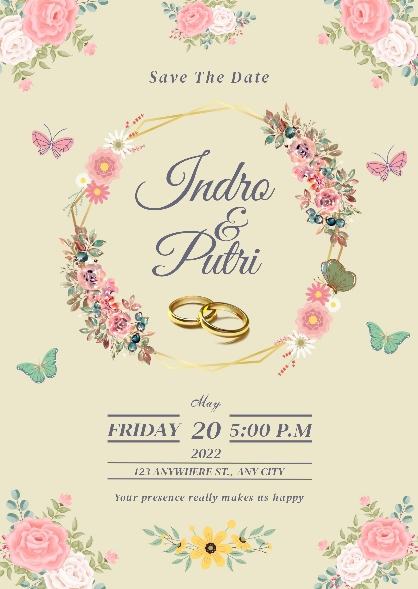 Save The Date
Indro
&
Putri
May
FRIDAY 20 5:00 P.M
2022
123 ANYWHERE ST., ANY CITY
Your presence really makes us happy